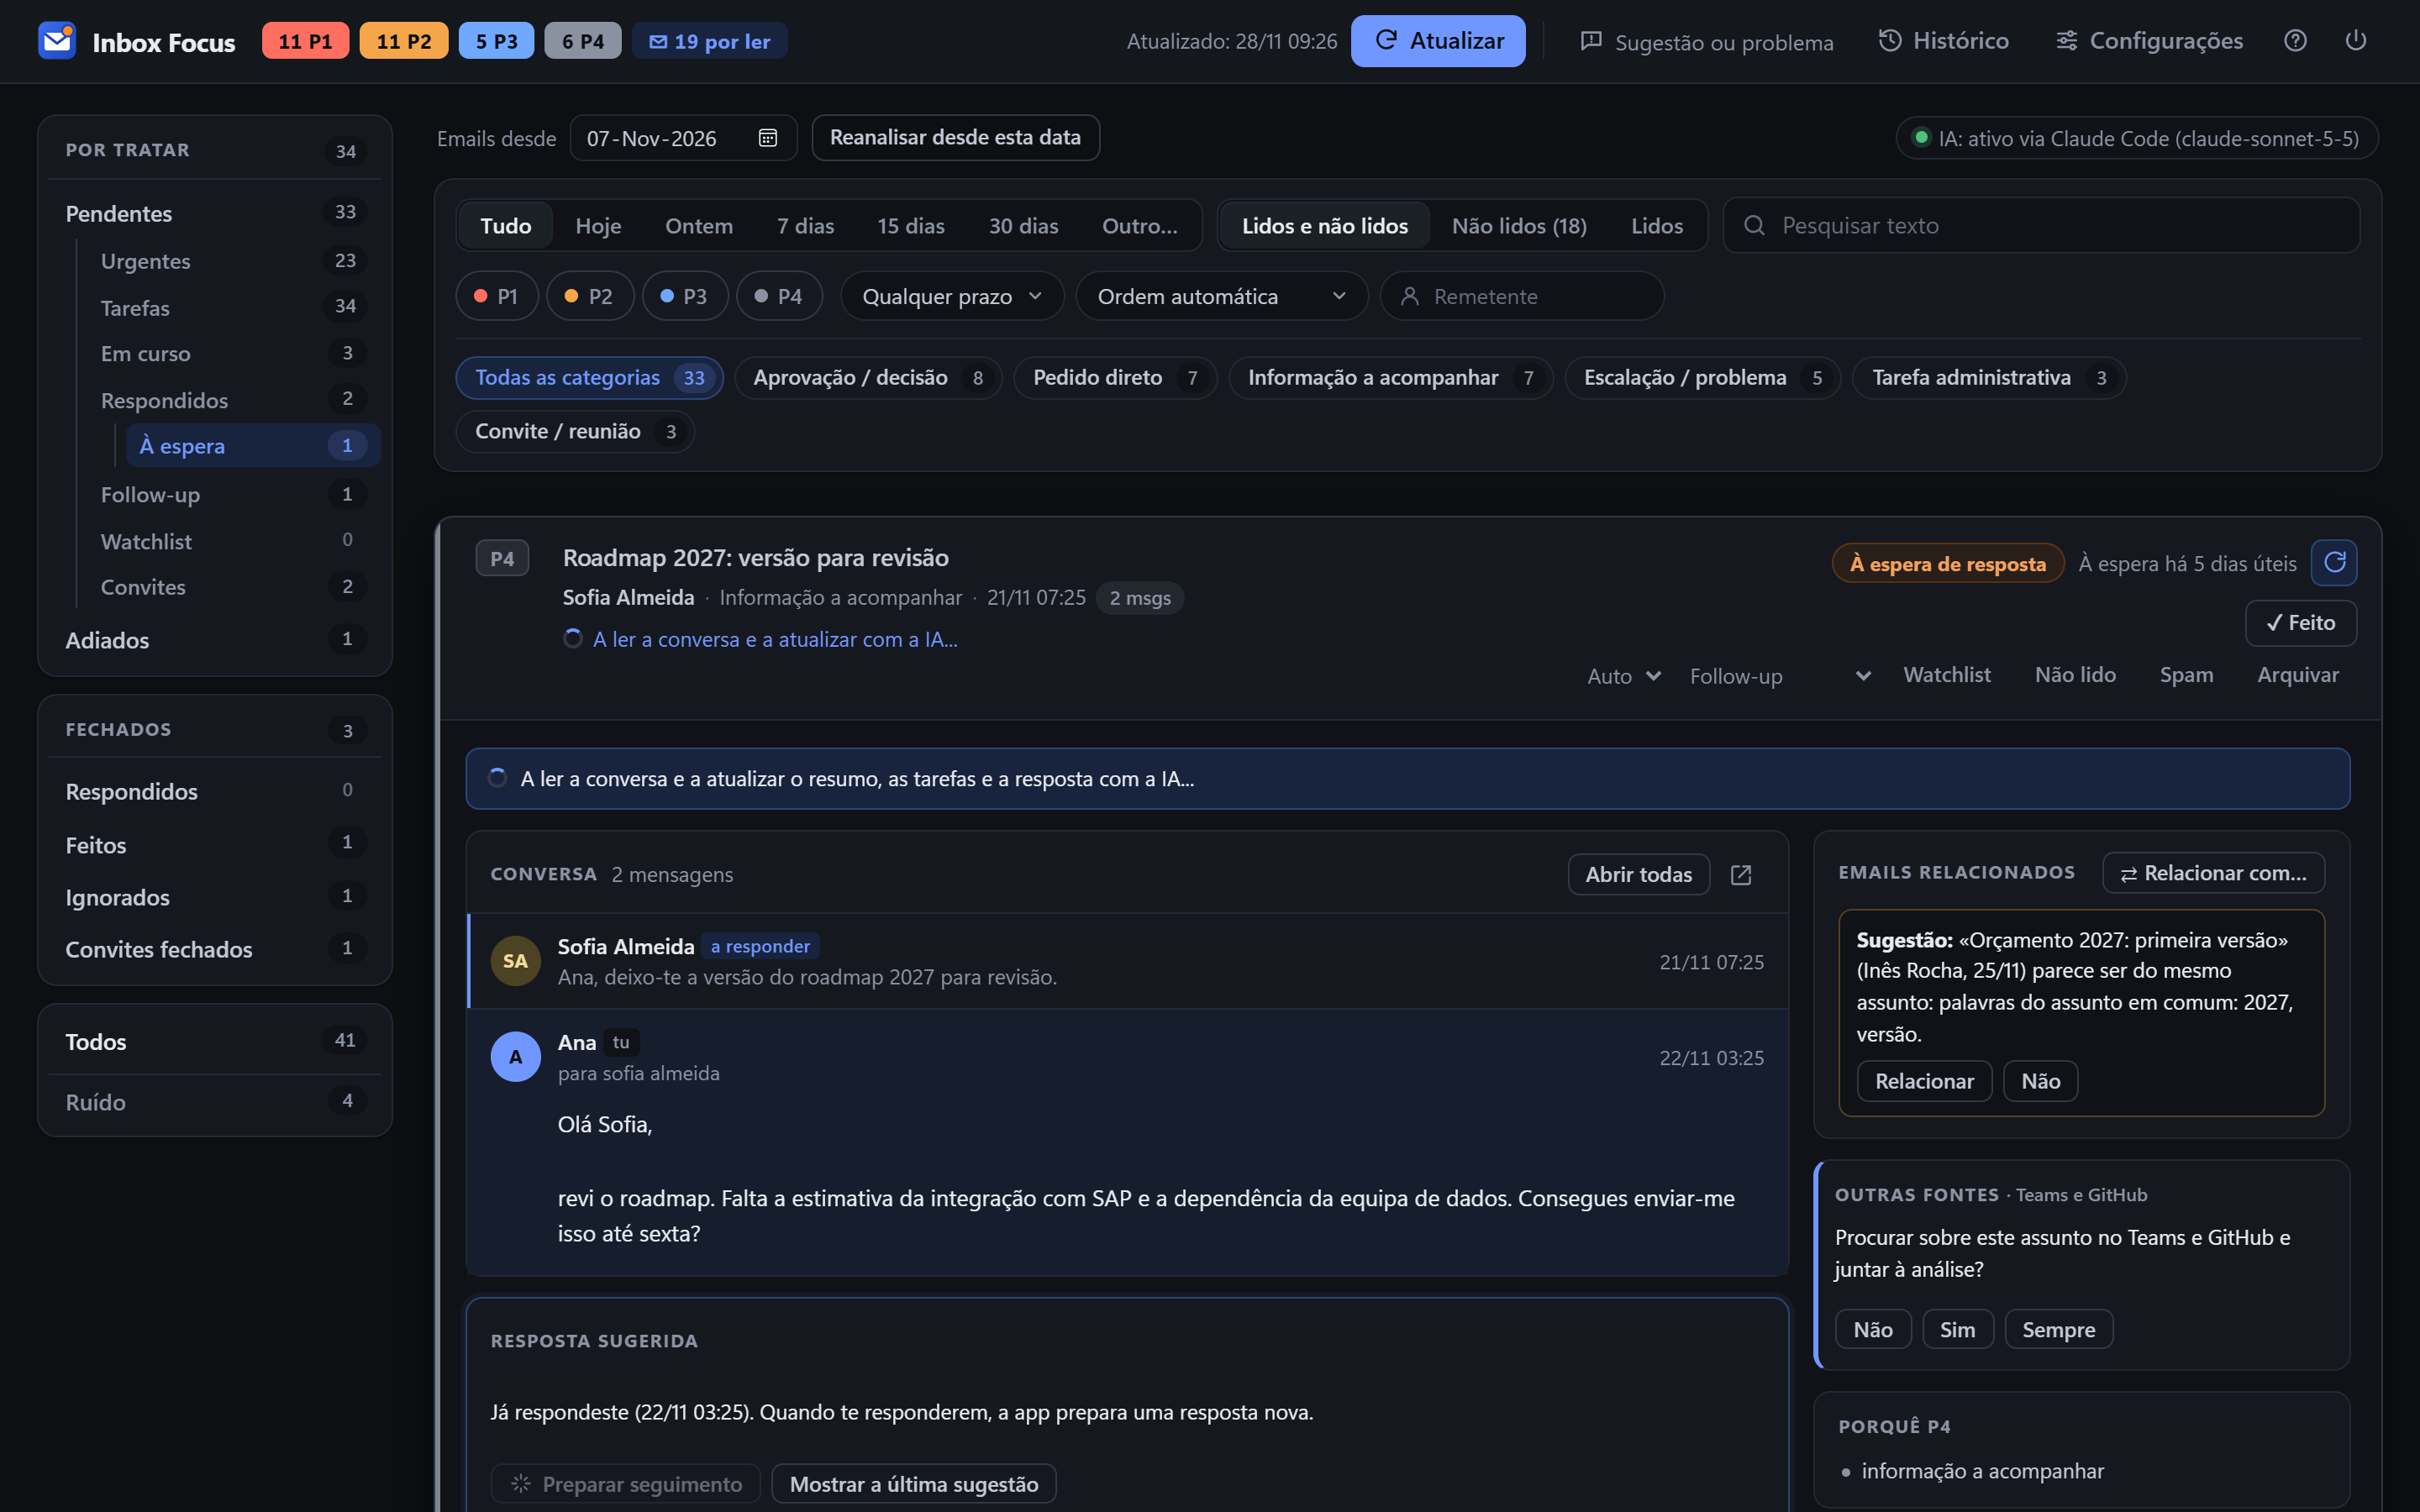 Inbox Focus
11 P1
11 P2
5 P3
6 P4
19 por ler
Atualizado: 28/11 09:26
Atualizar
Sugestão ou problema
Histórico
Configurações
POR TRATAR 34
Pendentes 33
Urgentes 23
Tarefas 34
Em curso 3
Respondidos 2
À espera 1
Follow-up 1
Watchlist 0
Convites 2
Adiados 1
FECHADOS 3
Respondidos 0
Feitos 1
Ignorados 1
Convites fechados 1
Todos 41
Ruído 4
Emails desde
07-Nov-2026
Reanalisar desde esta data
IA: ativo via Claude Code (claude-sonnet-5-5)
Tudo
Hoje
Ontem
7 dias
15 dias
30 dias
Outro...
Lidos e não lidos
Não lidos (18)
Lidos
Pesquisar texto
P1
P2
P3
P4
Qualquer prazo
Ordem automática
Remetente
Todas as categorias 33
Aprovação / decisão 8
Pedido direto 7
Informação a acompanhar 7
Escalação / problema 5
Tarefa administrativa 3
Convite / reunião 3
P4
Roadmap 2027: versão para revisão
Sofia Almeida · Informação a acompanhar · 21/11 07:25 2 msgs
A ler a conversa e a atualizar com a IA...
À espera de resposta
À espera há 5 dias úteis
✓ Feito
Auto
Follow-up
Watchlist
Não lido
Spam
Arquivar
A ler a conversa e a atualizar o resumo, as tarefas e a resposta com a IA...
CONVERSA 2 mensagens
Abrir todas
SA
Sofia Almeida a responder
Ana, deixo-te a versão do roadmap 2027 para revisão.
21/11 07:25
A
Ana tu
para sofia almeida
22/11 03:25
Olá Sofia,
revi o roadmap. Falta a estimativa da integração com SAP e a dependência da equipa de dados. Consegues enviar-me
isso até sexta?
RESPOSTA SUGERIDA
Já respondeste (22/11 03:25). Quando te responderem, a app prepara uma resposta nova.
Preparar seguimento
Mostrar a última sugestão
EMAILS RELACIONADOS
⇄ Relacionar com...
Sugestão: «Orçamento 2027: primeira versão»
(Inês Rocha, 25/11) parece ser do mesmo
assunto: palavras do assunto em comum: 2027,
versão.
Relacionar
Não
OUTRAS FONTES · Teams e GitHub
Procurar sobre este assunto no Teams e GitHub e
juntar à análise?
Não
Sim
Sempre
PORQUÊ P4
• informação a acompanhar